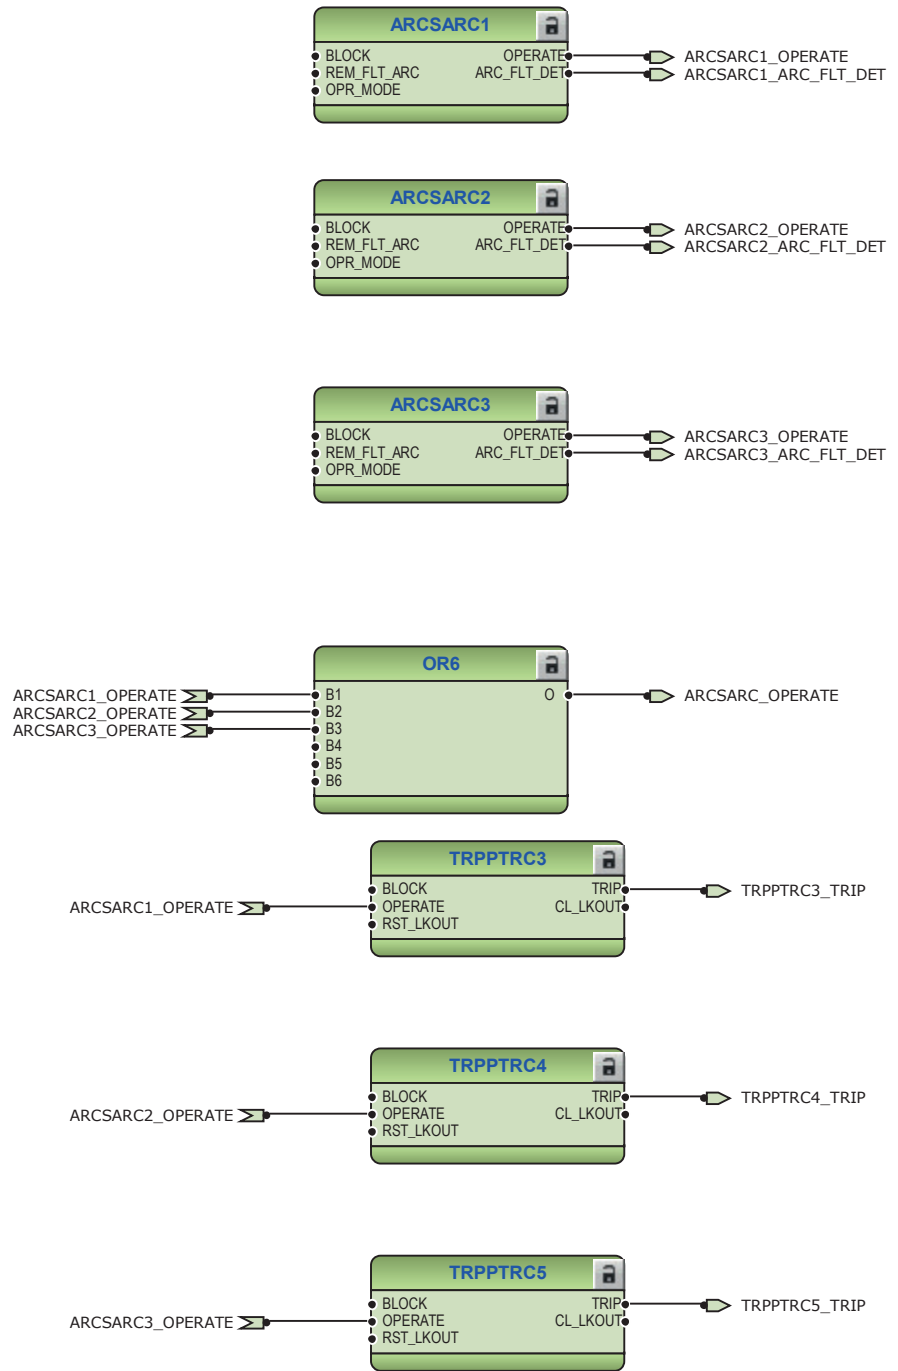 ARCSARC1
BLOCK OPERATE ARCSARC1_OPERATE
REM_FLT_ARC ARC_FLT_DET ARCSARC1_ARC_FLT_DET
OPR_MODE
ARCSARC2
BLOCK OPERATE ARCSARC2_OPERATE
REM_FLT_ARC ARC_FLT_DET ARCSARC2_ARC_FLT_DET
OPR_MODE
ARCSARC3
BLOCK OPERATE ARCSARC3_OPERATE
REM_FLT_ARC ARC_FLT_DET ARCSARC3_ARC_FLT_DET
OPR_MODE
OR6
ARCSARC1_OPERATE B1 O ARCSARC_OPERATE
ARCSARC2_OPERATE B2
ARCSARC3_OPERATE B3
B4
B5
B6
TRPPTRC3
BLOCK TRIP TRPPTRC3_TRIP
ARCSARC1_OPERATE OPERATE CL_LKOUT
RST_LKOUT
TRPPTRC4
BLOCK TRIP TRPPTRC4_TRIP
ARCSARC2_OPERATE OPERATE CL_LKOUT
RST_LKOUT
TRPPTRC5
BLOCK TRIP TRPPTRC5_TRIP
ARCSARC3_OPERATE OPERATE CL_LKOUT
RST_LKOUT